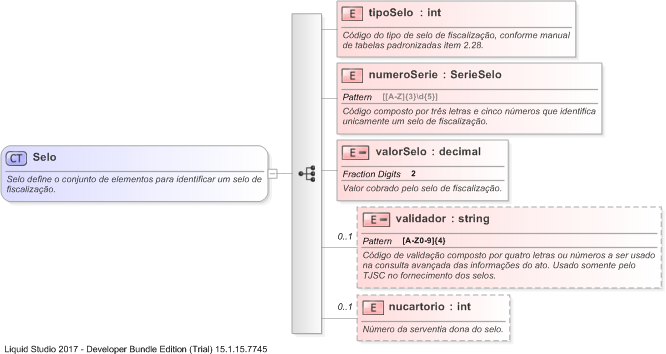 E tipoSelo : int
Código do tipo de selo de fiscalização, conforme manual
de tabelas padronizadas item 2.28.
E numeroSerie : SerieSelo
Pattern [[A-Z]{3}\d{5}]
Código composto por três letras e cinco números que identifica
unicamente um selo de fiscalização.
CT Selo
Selo define o conjunto de elementos para identificar um selo de
fiscalização.
E valorSelo : decimal
Fraction Digits 2
Valor cobrado pelo selo de fiscalização.
0..1
E validador : string
Pattern [A-Z0-9]{4}
Código de validação composto por quatro letras ou números a ser usado
na consulta avançada das informações do ato. Usado somente pelo
TJSC no fornecimento dos selos.
0..1
E nucartorio : int
Número da serventia dona do selo.
Liquid Studio 2017 - Developer Bundle Edition (Trial) 15.1.15.7745